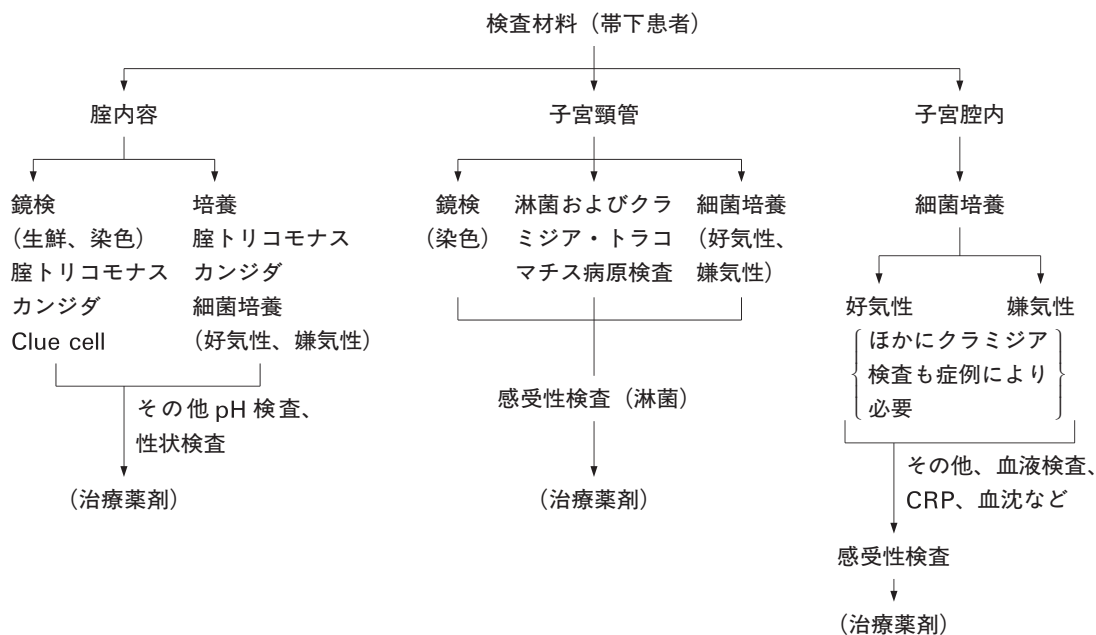 検査材料（帯下患者）
腟内容
子宮頸管
子宮腔内
鏡検
（生鮮、染色）
腟トリコモナス
カンジダ
Clue cell
培養
腟トリコモナス
カンジダ
細菌培養
（好気性、嫌気性）
その他 pH 検査、
性状検査
（治療薬剤）
鏡検
（染色）
淋菌およびクラ
ミジア・トラコ
マチス病原検査
細菌培養
（好気性、
嫌気性）
感受性検査（淋菌）
（治療薬剤）
細菌培養
好気性
嫌気性
ほかにクラミジア
検査も症例により
必要
その他、血液検査、
CRP、血沈など
感受性検査
（治療薬剤）